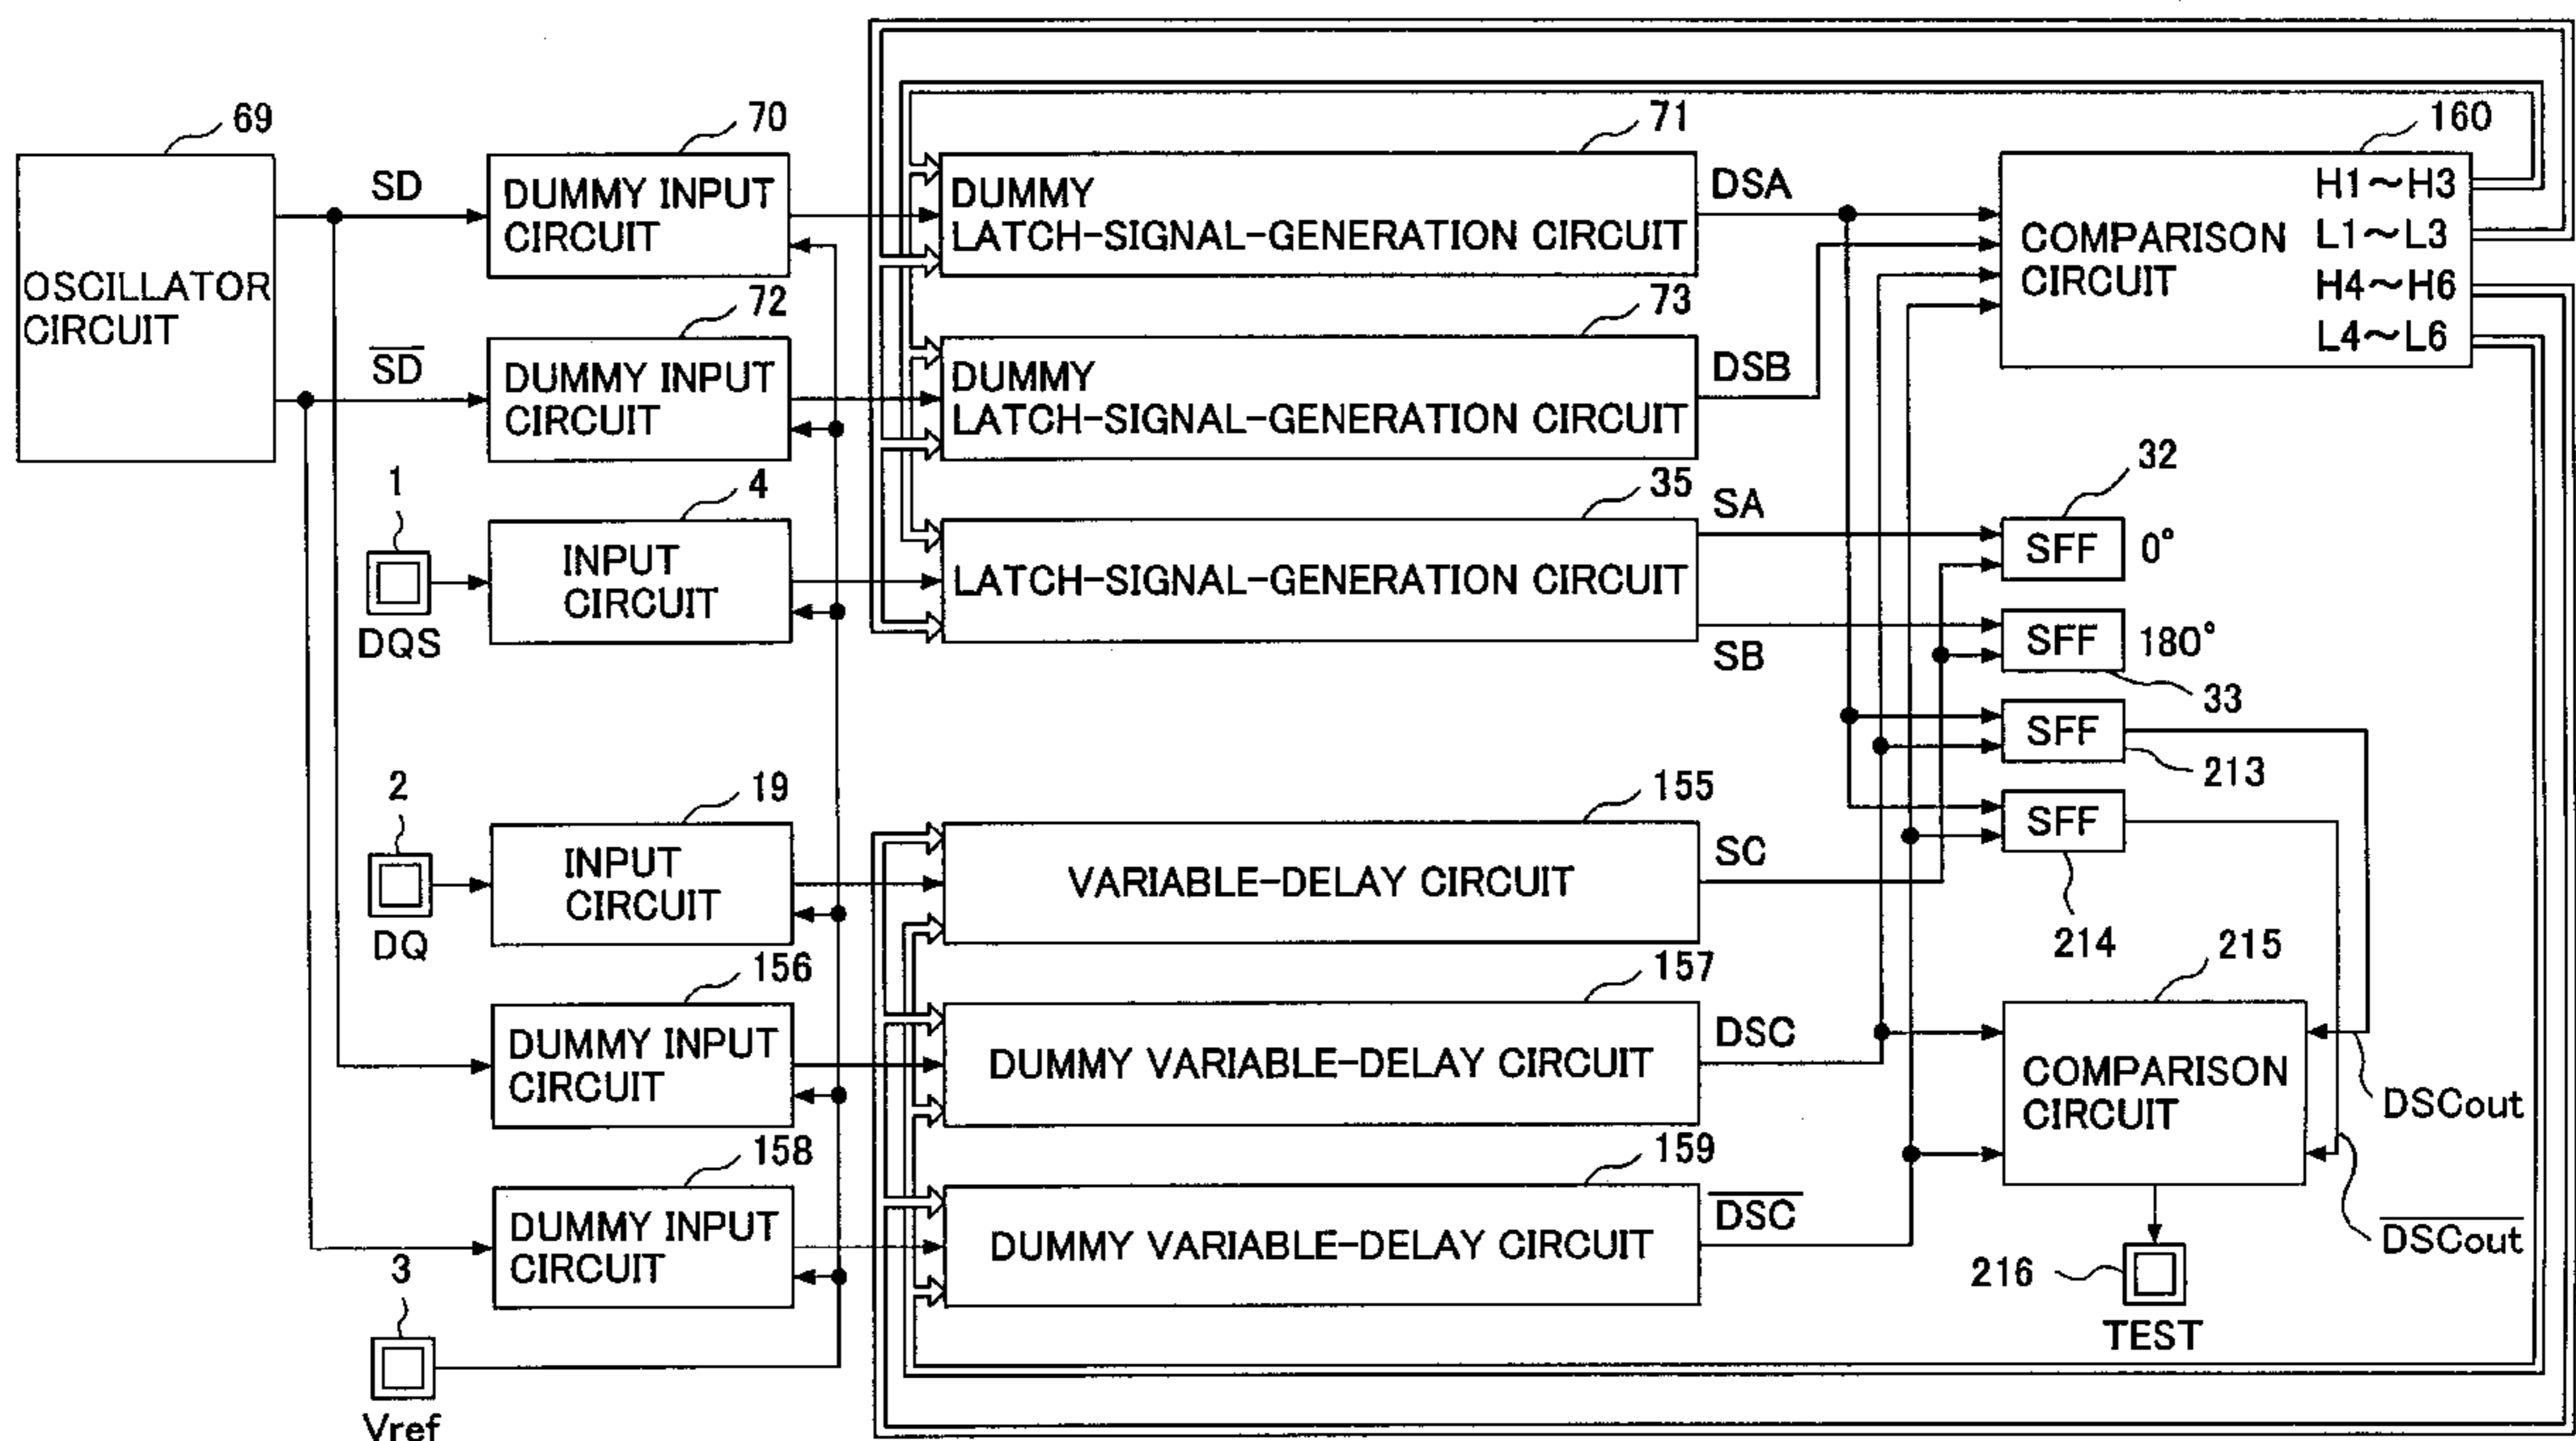 69
70
71
160
OSCILLATOR
CIRCUIT
SD
DUMMY INPUT
CIRCUIT
DUMMY
LATCH-SIGNAL-GENERATION CIRCUIT
DSA
COMPARISON
CIRCUIT
H1~H3
L1~L3
H4~H6
L4~L6
72
73
SD
DUMMY INPUT
CIRCUIT
DUMMY
LATCH-SIGNAL-GENERATION CIRCUIT
DSB
1
DQS
4
INPUT
CIRCUIT
35
LATCH-SIGNAL-GENERATION CIRCUIT
SA
SB
32
SFF
0°
SFF
180°
33
SFF
213
SFF
214
2
DQ
19
INPUT
CIRCUIT
155
VARIABLE-DELAY CIRCUIT
SC
156
DUMMY INPUT
CIRCUIT
157
DUMMY VARIABLE-DELAY CIRCUIT
DSC
215
COMPARISON
CIRCUIT
DSCout
DSCout
158
DUMMY INPUT
CIRCUIT
159
DUMMY VARIABLE-DELAY CIRCUIT
DSC
216
TEST
3
Vref